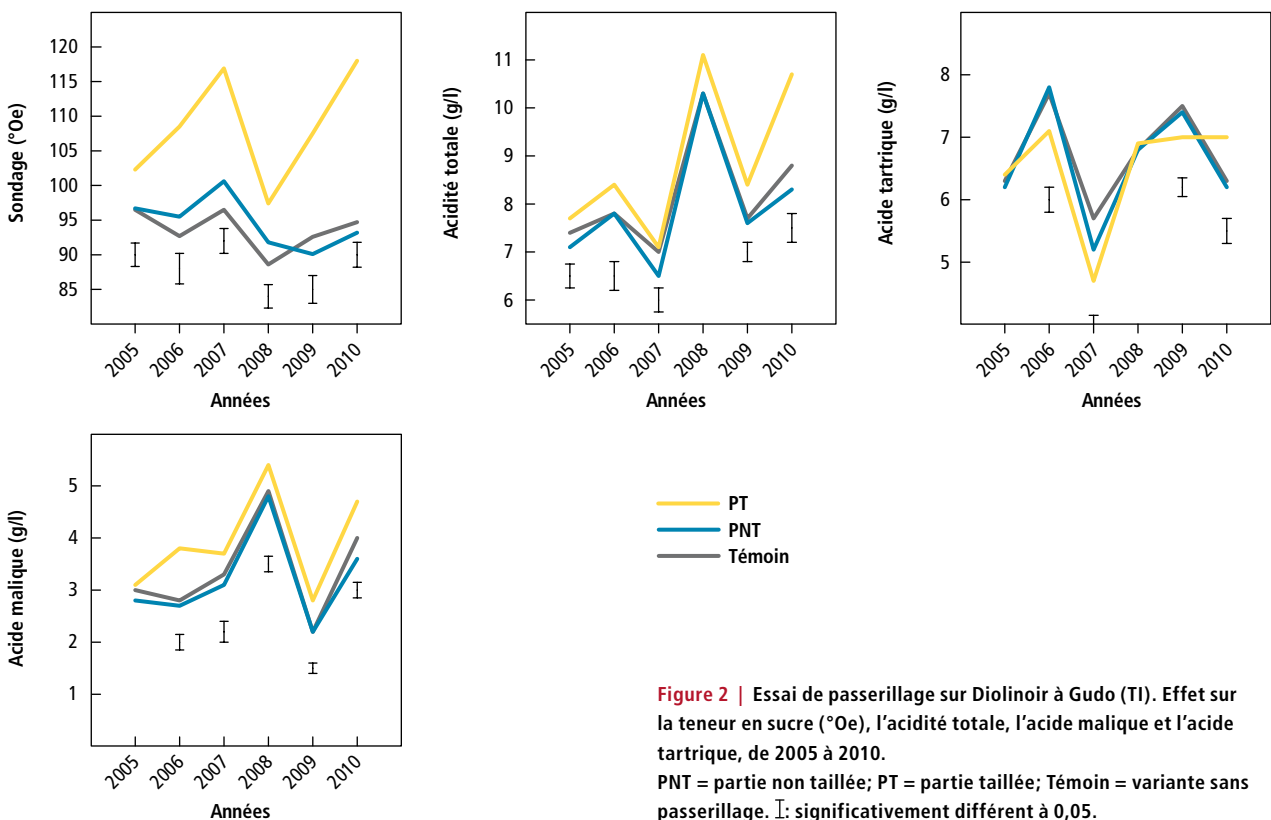 Sondage (°Oe)
120
115
110
105
100
95
90
85
2005
2006
2007
2008
2009
2010
Années
Acidité totale (g/l)
11
10
9
8
7
6
2005
2006
2007
2008
2009
2010
Années
Acide tartrique (g/l)
8
7
6
5
2005
2006
2007
2008
2009
2010
Années
Acide malique (g/l)
5
4
3
2
1
2005
2006
2007
2008
2009
2010
Années
PT
PNT
Témoin
Figure 2 | Essai de passerillage sur Diolinoir à Gudo (TI). Effet sur
la teneur en sucre (°Oe), l'acidité totale, l'acide malique et l'acide
tartrique, de 2005 à 2010.
PNT = partie non taillée; PT = partie taillée; Témoin = variante sans
passerillage. I: significativement différent à 0,05.